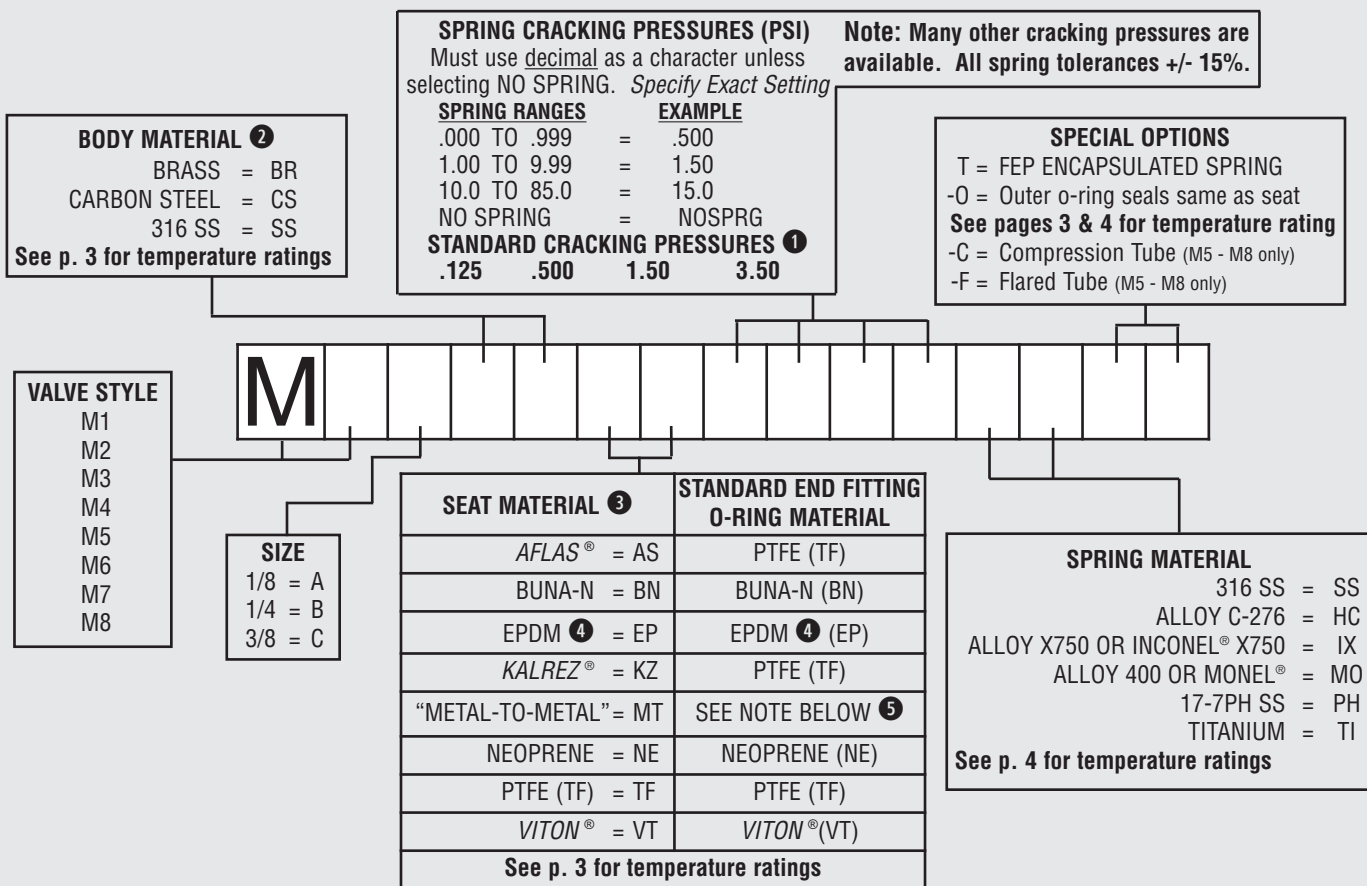 SPRING CRACKING PRESSURES (PSI)
Must use decimal as a character unless
selecting NO SPRING. Specify Exact Setting
SPRING RANGES EXAMPLE
.000 TO .999 = .500
1.00 TO 9.99 = 1.50
10.0 TO 85.0 = 15.0
NO SPRING = NOSPRG
STANDARD CRACKING PRESSURES ❶
.125 .500 1.50 3.50
Note: Many other cracking pressures are
available. All spring tolerances +/- 15%.
BODY MATERIAL ❷
BRASS = BR
CARBON STEEL = CS
316 SS = SS
See p. 3 for temperature ratings
SPECIAL OPTIONS
T = FEP ENCAPSULATED SPRING
-O = Outer o-ring seals same as seat
See pages 3 & 4 for temperature rating
-C = Compression Tube (M5 - M8 only)
-F = Flared Tube (M5 - M8 only)
M
VALVE STYLE
M1
M2
M3
M4
M5
M6
M7
M8
SIZE
1/8 = A
1/4 = B
3/8 = C
SEAT MATERIAL ❸ STANDARD END FITTING
O-RING MATERIAL
AFLAS ® = AS PTFE (TF)
BUNA-N = BN BUNA-N (BN)
EPDM ❹ = EP EPDM ❹ (EP)
KALREZ ® = KZ PTFE (TF)
“METAL-TO-METAL”= MT SEE NOTE BELOW ❺
NEOPRENE = NE NEOPRENE (NE)
PTFE (TF) = TF PTFE (TF)
VITON ® = VT VITON ®(VT)
See p. 3 for temperature ratings
SPRING MATERIAL
316 SS = SS
ALLOY C-276 = HC
ALLOY X750 OR INCONEL® X750 = IX
ALLOY 400 OR MONEL® = MO
17-7PH SS = PH
TITANIUM = TI
See p. 4 for temperature ratings